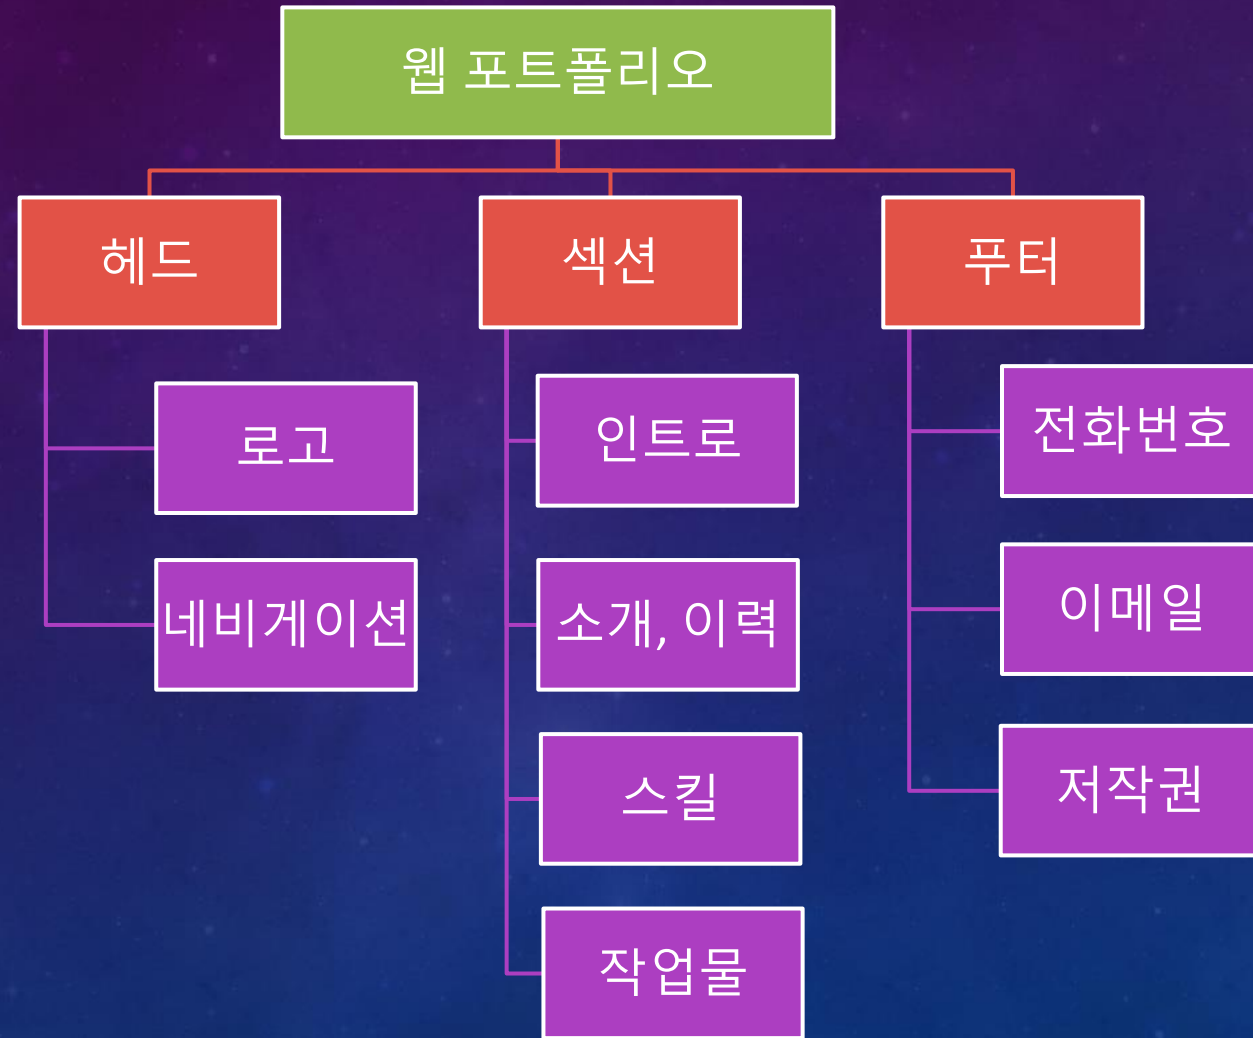 웹 포트폴리오
헤드
섹션
푸터
로고
네비게이션
인트로
소개, 이력
스킬
작업물
전화번호
이메일
저작권